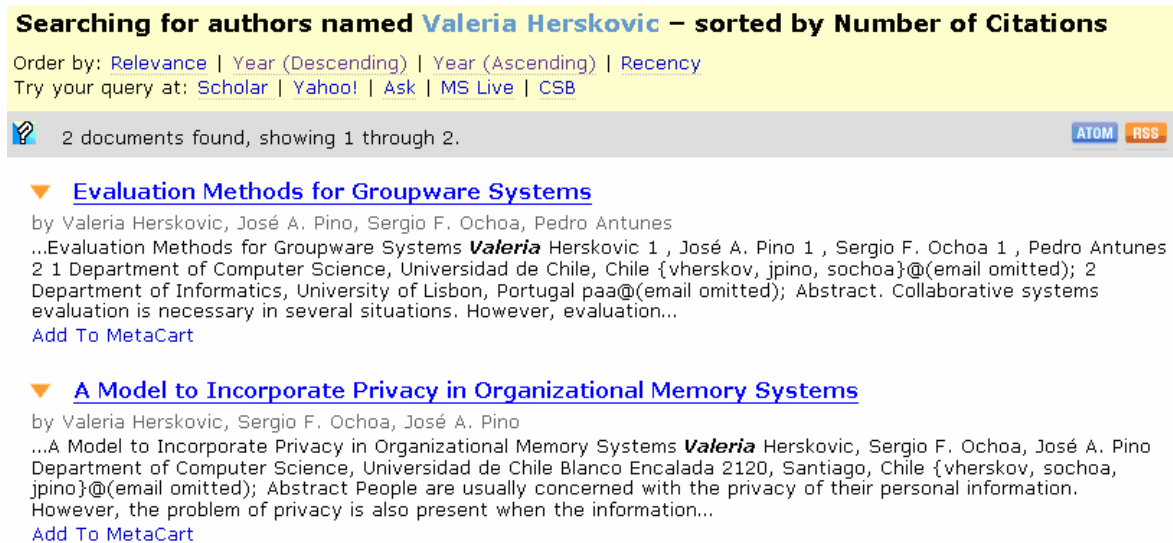 Searching for authors named Valeria Herskovic – sorted by Number of Citations
Order by: Relevance | Year (Descending) | Year (Ascending) | Recency
Try your query at: Scholar | Yahoo! | Ask | MS Live | CSB
2 documents found, showing 1 through 2.
ATOM RSS
Evaluation Methods for Groupware Systems
by Valeria Herskovic, José A. Pino, Sergio F. Ochoa, Pedro Antunes
...Evaluation Methods for Groupware Systems Valeria Herskovic 1 , José A. Pino 1 , Sergio F. Ochoa 1 , Pedro Antunes
2 1 Department of Computer Science, Universidad de Chile, Chile {vherskov, jpino, sochoa}@(email omitted); 2
Department of Informatics, University of Lisbon, Portugal paa@(email omitted); Abstract. Collaborative systems
evaluation is necessary in several situations. However, evaluation...
Add To MetaCart
A Model to Incorporate Privacy in Organizational Memory Systems
by Valeria Herskovic, Sergio F. Ochoa, José A. Pino
...A Model to Incorporate Privacy in Organizational Memory Systems Valeria Herskovic, Sergio F. Ochoa, José A. Pino
Department of Computer Science, Universidad de Chile Blanco Encalada 2120, Santiago, Chile {vherskov, sochoa,
jpino}@(email omitted); Abstract People are usually concerned with the privacy of their personal information.
However, the problem of privacy is also present when the information...
Add To MetaCart